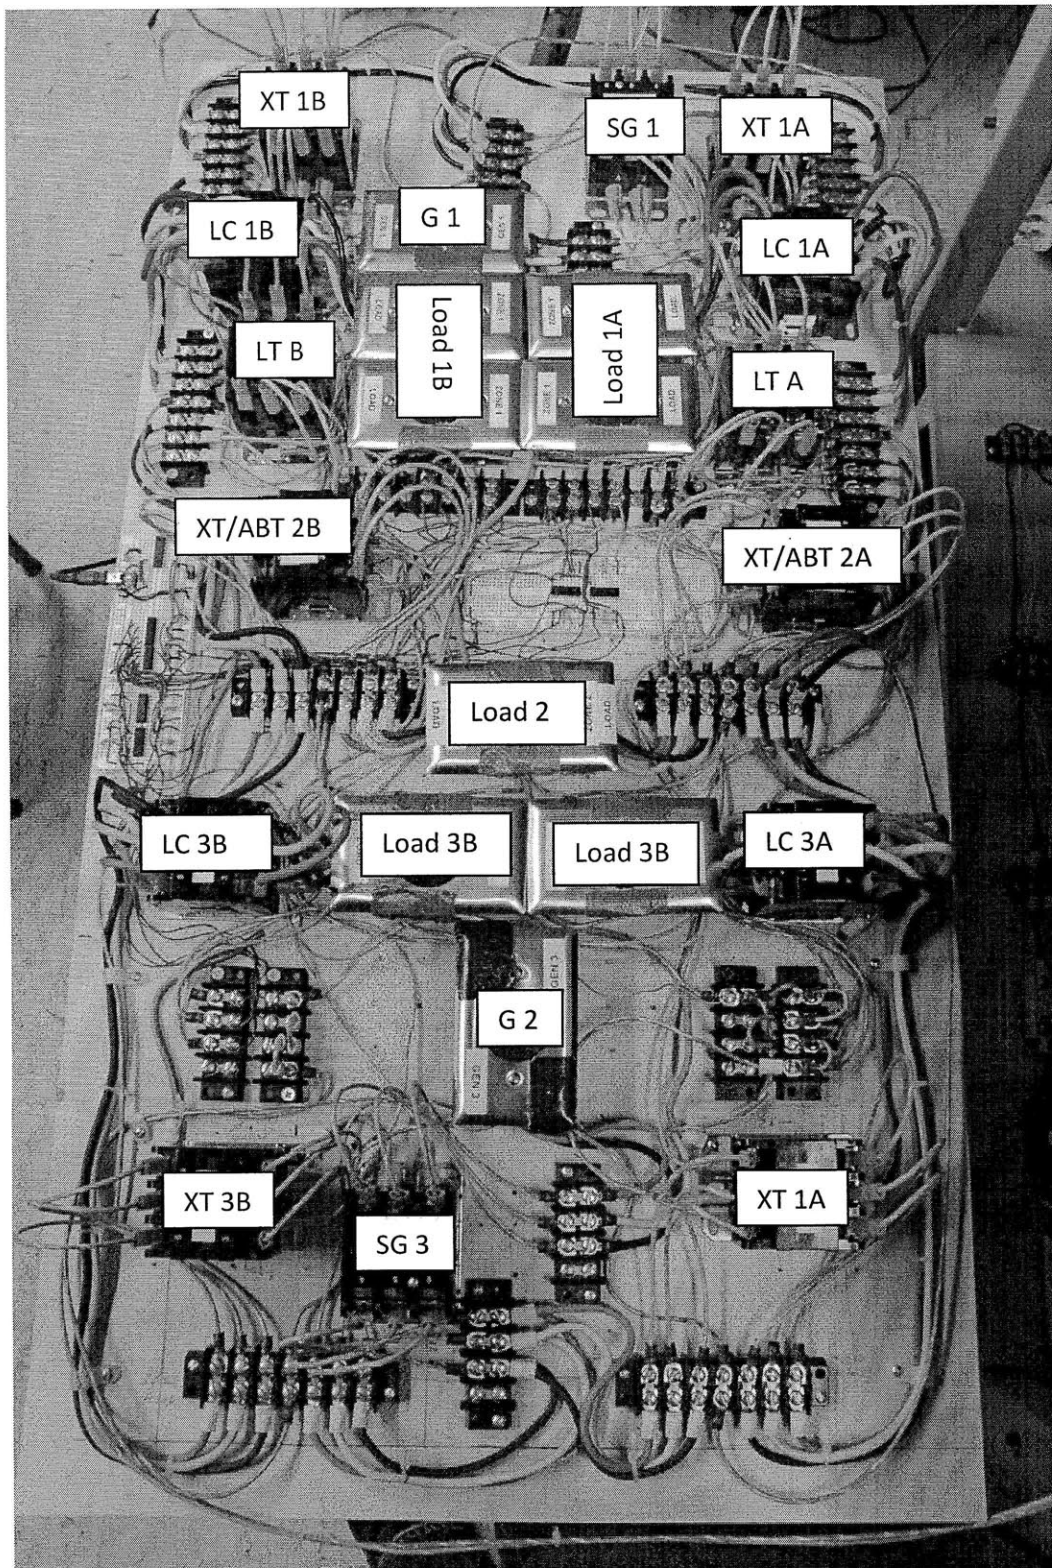 XT 1B
SG 1
XT 1A
G 1
LC 1B
LC 1A
Load 1B
Load 1A
LT B
LT A
XT/ABT 2B
XT/ABT 2A
Load 2
LOAD
LOAD
LC 3B
Load 3B
Load 3B
LC 3A
G 2
XT 3B
XT 1A
SG 3